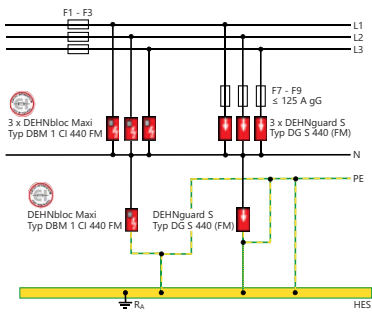 F1 - F3
L1
L2
L3
F7 - F9
≤ 125 A gG
3 x DEHNbloc Maxi
Typ DBM 1 CI 440 FM
3 x DEHNguard S
Typ DG S 440 (FM)
N
PE
DEHNbloc Maxi
Typ DBM 1 CI 440 FM
DEHNguard S
Typ DG S 440 (FM)
RA
HES